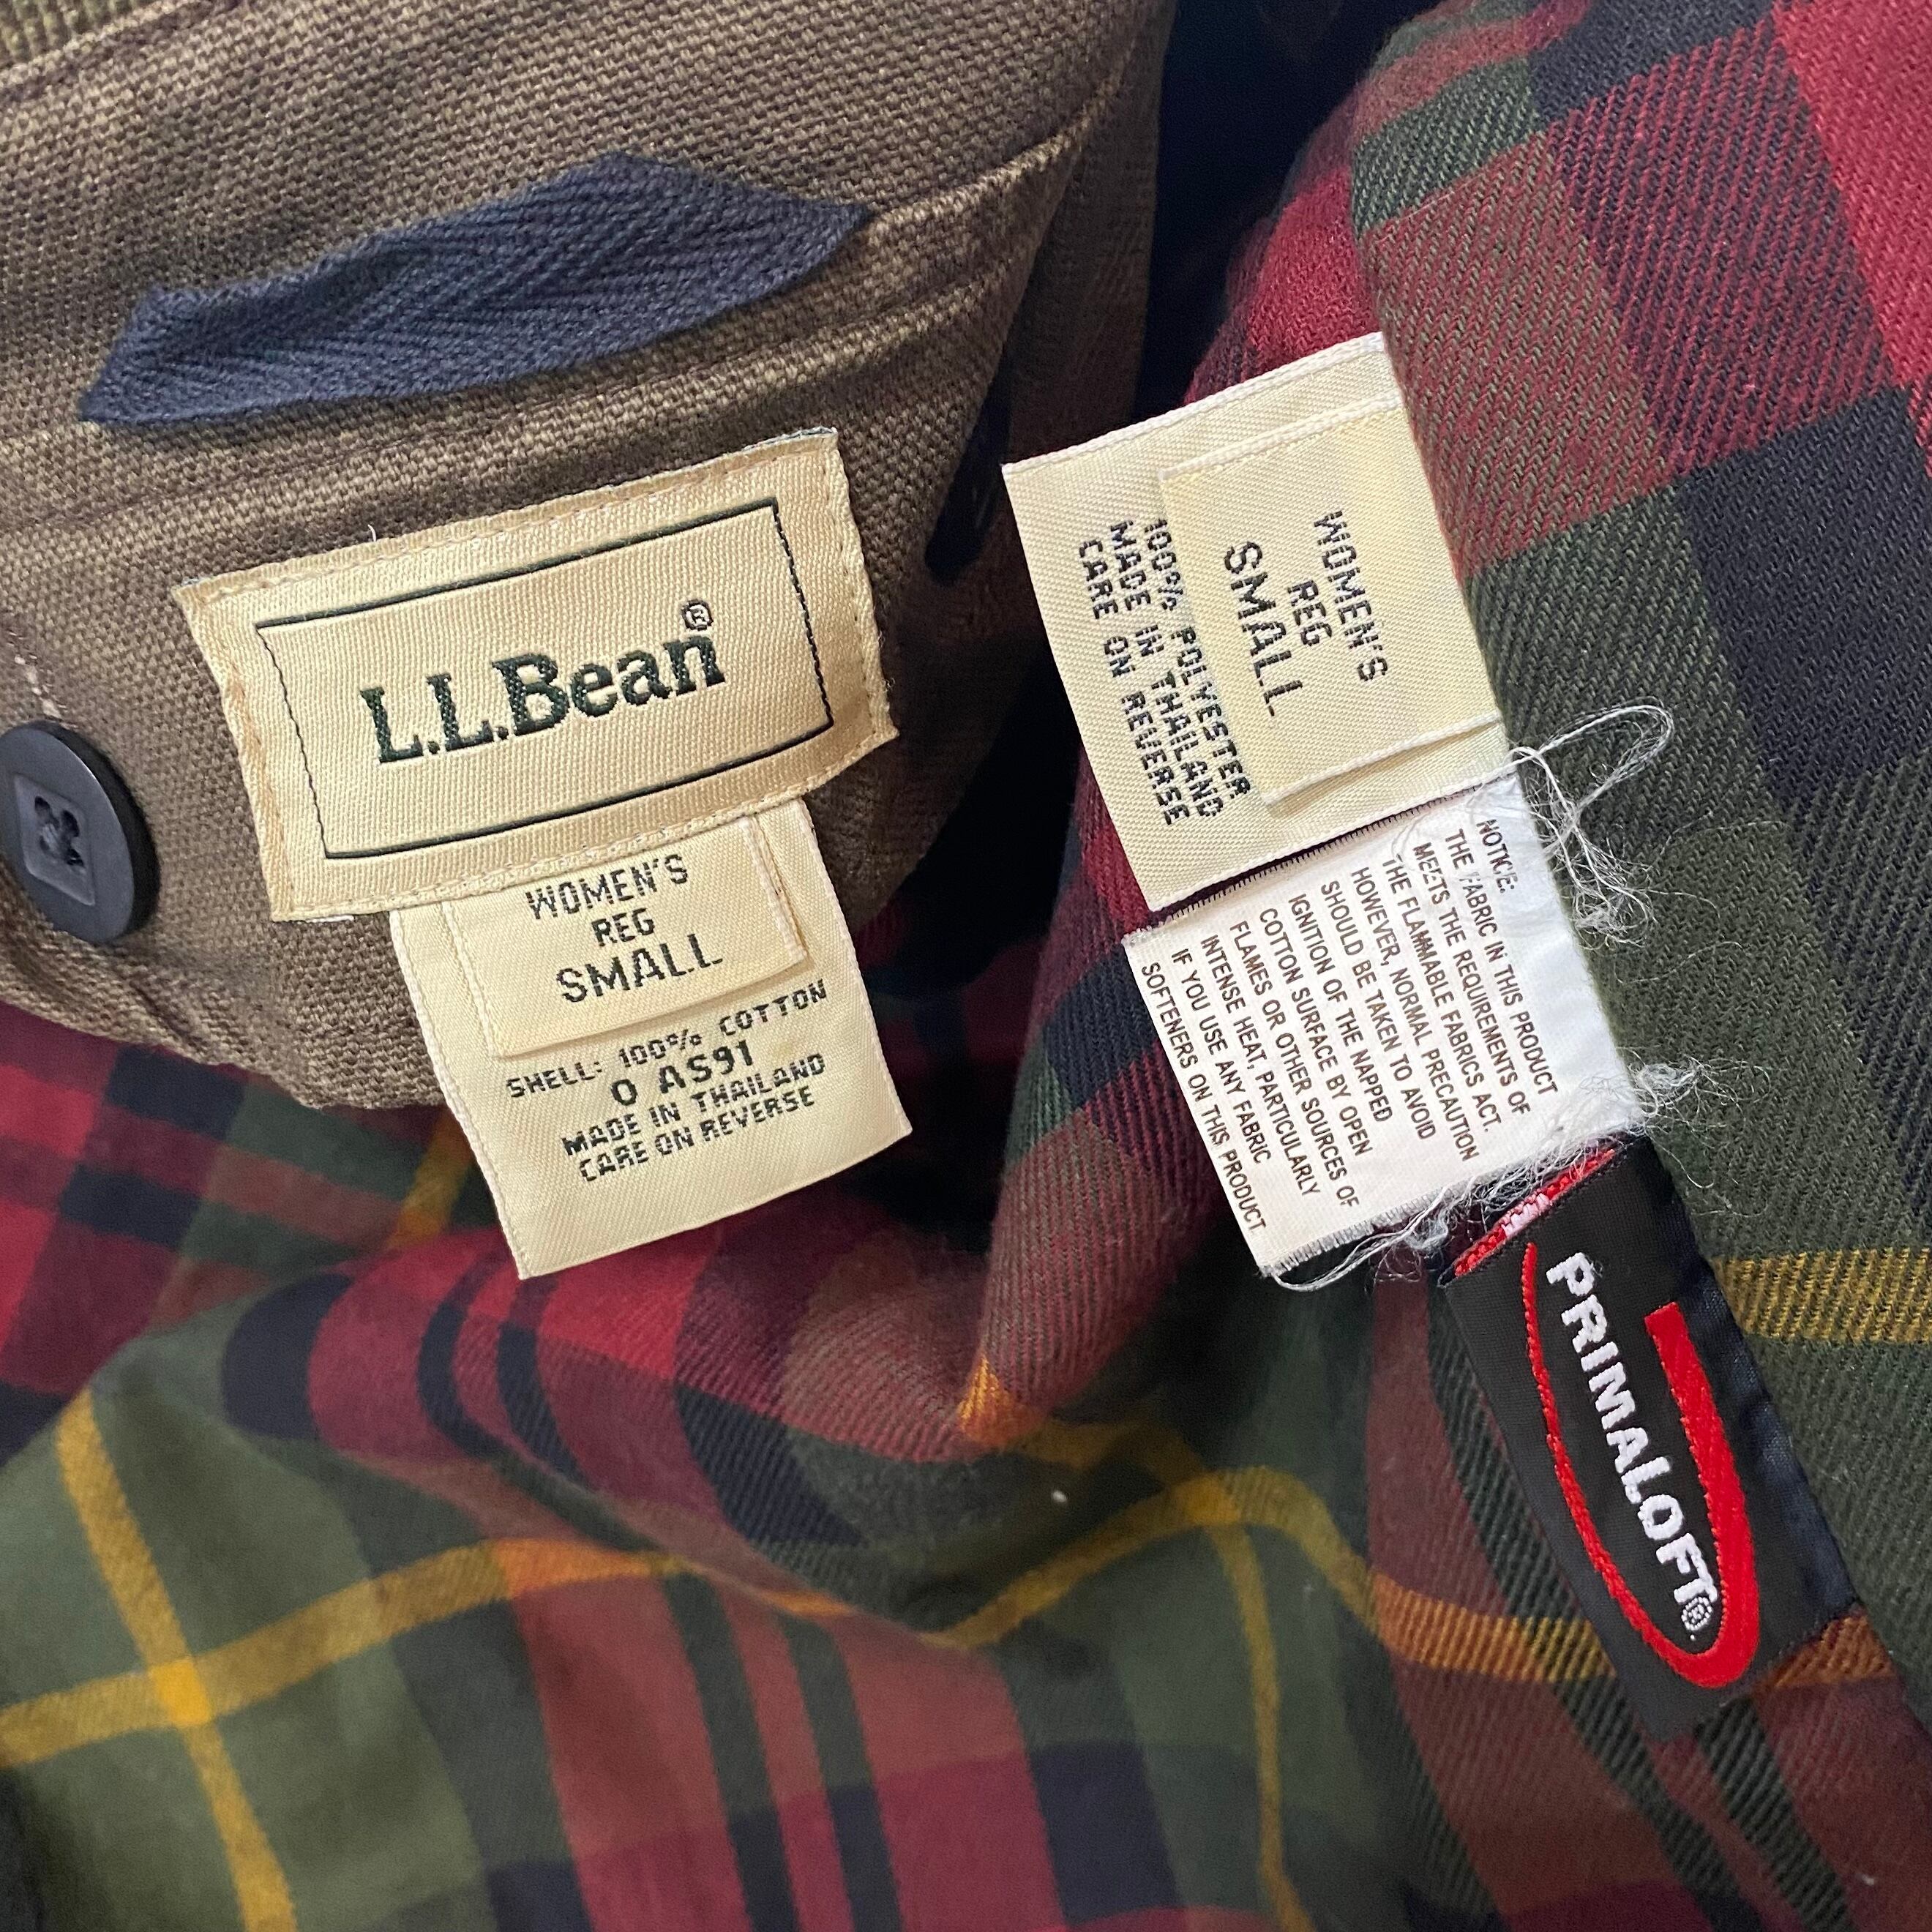 L.L.Bean®
WOMEN'S
REG
SMALL
SHELL: 100% COTTON
0 AS91
MADE IN THAILAND
CARE ON REVERSE
WOMEN'S
REG
SMALL
100% POLYESTER
MADE IN THAILAND
CARE ON REVERSE
NOTICE:
THE FABRIC IN THIS PRODUCT
MEETS THE REQUIREMENTS OF
THE FLAMMABLE FABRICS ACT.
HOWEVER, NORMAL PRECAUTION
SHOULD BE TAKEN TO AVOID
IGNITION OF THE NAPPED
COTTON SURFACE BY OPEN
FLAMES OR OTHER SOURCES OF
INTENSE HEAT, PARTICULARLY
IF YOU USE ANY FABRIC
SOFTENERS ON THIS PRODUCT
PRIMALOFT®